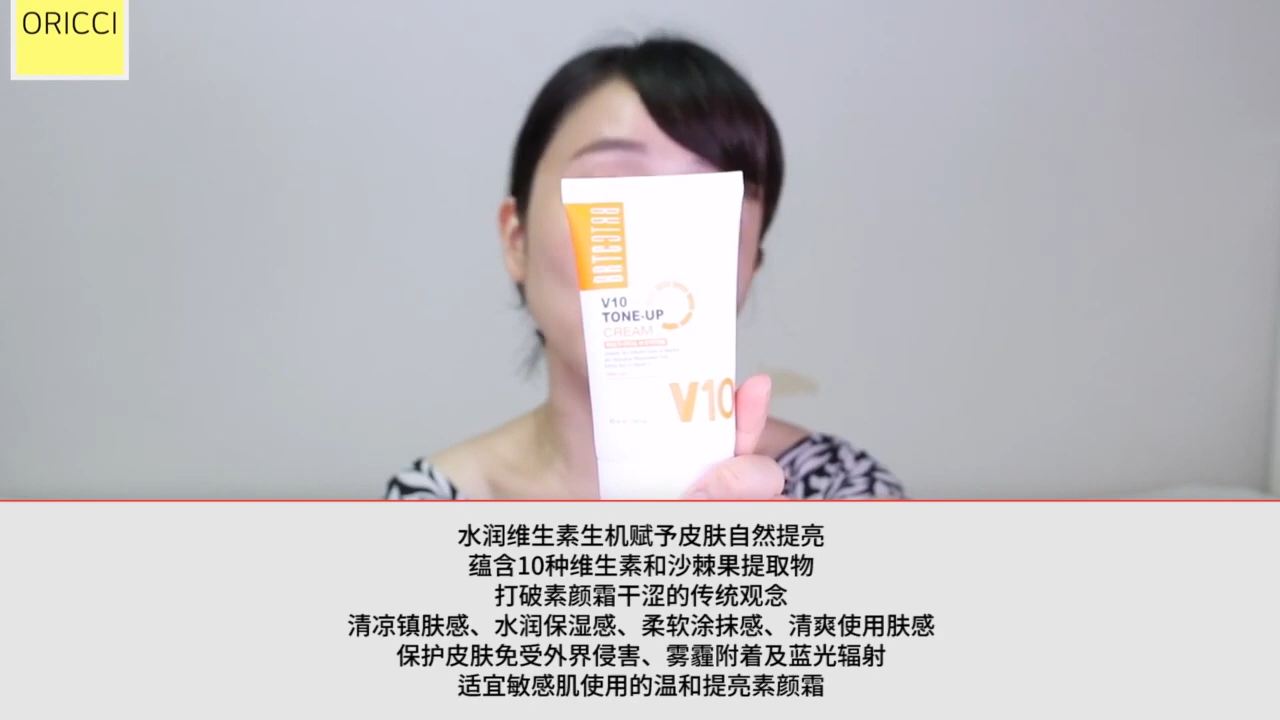 ORICCI
BRTC
V10
TONE-UP
CREAM
V10
水润维生素生机赋予皮肤自然提亮
蕴含10种维生素和沙棘果提取物
打破素颜霜干涩的传统观念
清凉镇肤感、水润保湿感、柔软涂抹感、清爽使用肤感
保护皮肤免受外界侵害、雾霾附着及蓝光辐射
适宜敏感肌使用的温和提亮素颜霜